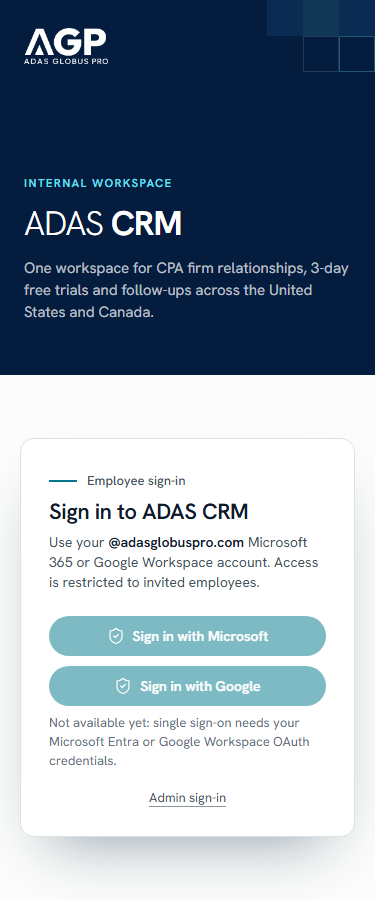 AGP
ADAS GLOBUS PRO
INTERNAL WORKSPACE
ADAS CRM
One workspace for CPA firm relationships, 3-day
free trials and follow-ups across the United
States and Canada.
Employee sign-in
Sign in to ADAS CRM
Use your @adasglobuspro.com Microsoft
365 or Google Workspace account. Access
is restricted to invited employees.
Sign in with Microsoft
Sign in with Google
Not available yet: single sign-on needs your
Microsoft Entra or Google Workspace OAuth
credentials.
Admin sign-in